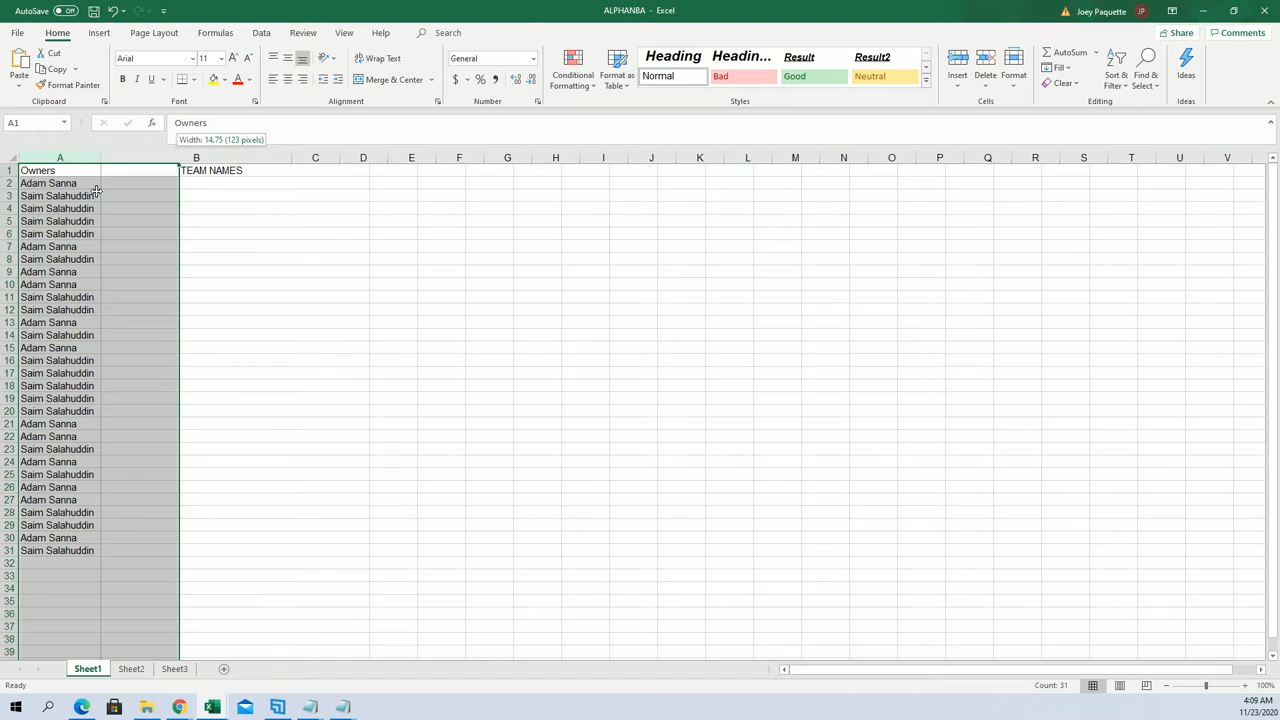 AutoSave Off
ALPHANBA - Excel
Joey Paquette JP
File Home Insert Page Layout Formulas Data Review View Help Search
Share Comments
Paste Cut Copy Format Painter
Clipboard
Arial 11 A A
B I U A
Font
ab Wrap Text
Merge & Center
Alignment
General
$ % ,
Number
Conditional Formatting Format as Table
Heading Headin... Result Result2
Normal Bad Good Neutral
Styles
Insert Delete Format
Cells
AutoSum
Fill
Clear
Sort & Filter Find & Select
Editing
Ideas
Ideas
A1 fx Owners
Width: 14.75 (123 pixels)
A B C D E F G H I J K L M N O P Q R S T U V
1 Owners TEAM NAMES
2 Adam Sanna
3 Saim Salahuddin
4 Saim Salahuddin
5 Saim Salahuddin
6 Saim Salahuddin
7 Adam Sanna
8 Saim Salahuddin
9 Adam Sanna
10 Adam Sanna
11 Saim Salahuddin
12 Saim Salahuddin
13 Adam Sanna
14 Saim Salahuddin
15 Adam Sanna
16 Saim Salahuddin
17 Saim Salahuddin
18 Saim Salahuddin
19 Saim Salahuddin
20 Saim Salahuddin
21 Adam Sanna
22 Adam Sanna
23 Saim Salahuddin
24 Adam Sanna
25 Saim Salahuddin
26 Adam Sanna
27 Adam Sanna
28 Saim Salahuddin
29 Saim Salahuddin
30 Adam Sanna
31 Saim Salahuddin
32
33
34
35
36
37
38
39
Sheet1 Sheet2 Sheet3
Ready Count: 31 100%
4:09 AM
11/23/2020